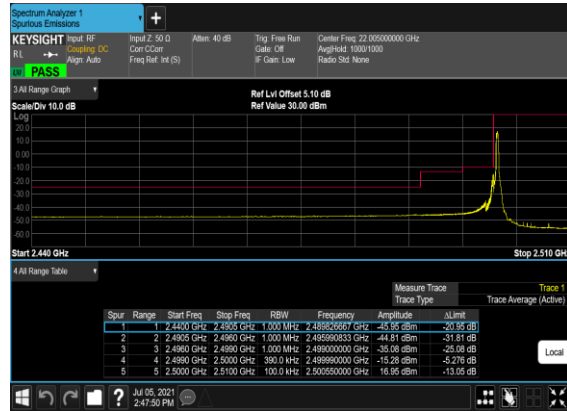 Spectrum Analyzer 1
Spurious Emissions
KEYSIGHT Input: RF Input Z: 50 Ω Atten: 40 dB Trig: Free Run Center Freq: 22.005000000 GHz
RL Coupling: DC Corr CCorr Gate: Off Avg|Hold: 1000/1000
Align: Auto Freq Ref: Int (S) IF Gain: Low Radio Std: None
PASS
3 All Range Graph
Ref Lvl Offset 5.10 dB
Scale/Div 10.0 dB Ref Value 30.00 dBm
Log
20.0
10.0
0.00
-10.0
-20.0
-30.0
-40.0
-50.0
-60.0
Start 2.440 GHz Stop 2.510 GHz
4 All Range Table
Measure Trace Trace 1
Trace Type Trace Average (Active)
Spur Range Start Freq Stop Freq RBW Frequency Amplitude ΔLimit
1 1 2.4400 GHz 2.4905 GHz 1.000 MHz 2.489826667 GHz -45.95 dBm -20.95 dB
2 2 2.4905 GHz 2.4960 GHz 1.000 MHz 2.495990833 GHz -44.81 dBm -31.81 dB
3 3 2.4960 GHz 2.4990 GHz 1.000 MHz 2.499000000 GHz -35.08 dBm -25.08 dB
4 4 2.4990 GHz 2.5000 GHz 390.0 kHz 2.499990000 GHz -15.28 dBm -5.276 dB
5 5 2.5000 GHz 2.5100 GHz 100.0 kHz 2.500550000 GHz 16.95 dBm -13.05 dB
Local
Jul 05, 2021
2:47:50 PM